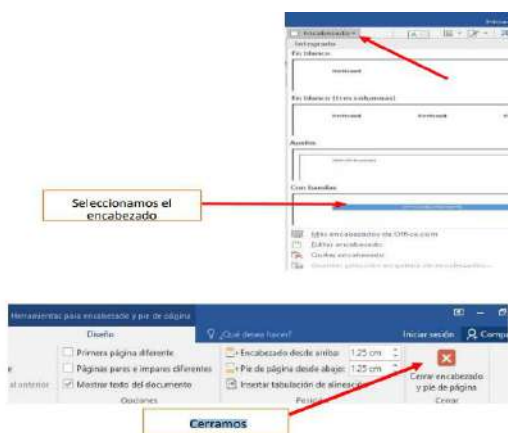 Encabezado
Integrado
En blanco
En blanco (tres columnas)
Austin
Con bandas
Seleccionamos el
encabezado
Más encabezados de Office.com
Editar encabezado
Quitar encabezado
Herramientas para encabezado y pie de página
Diseño
¿Qué desea hacer?
Iniciar sesión
Compa
Primera página diferente
Encabezado desde arriba: 1.25 cm
Páginas pares e impares diferentes
Pie de página desde abajo: 1.25 cm
al anterior
Mostrar texto del documento
Insertar tabulación de alineación
Cerrar encabezado
y pie de página
Opciones
Cerrar
Cerramos